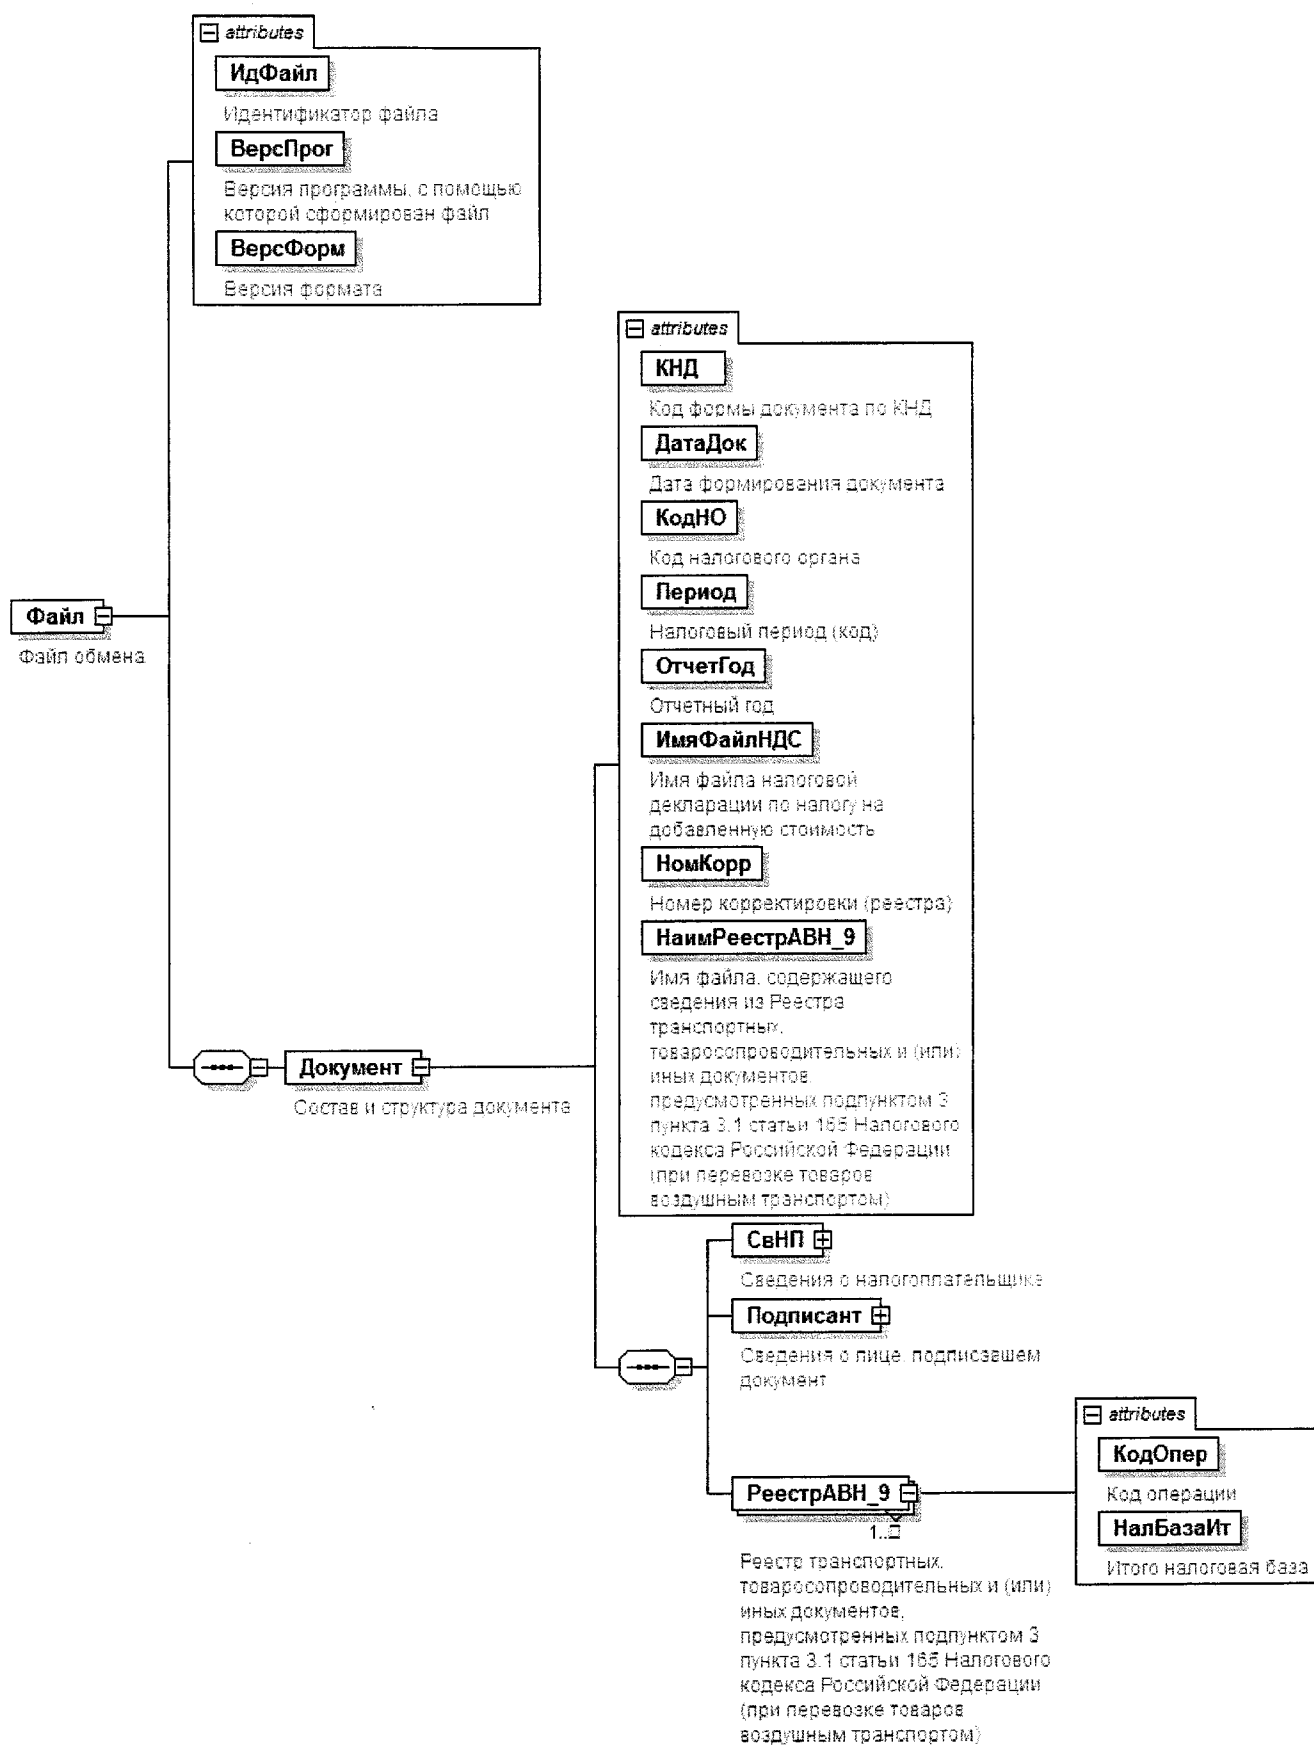 attributes
ИдФайл
Идентификатор файла
ВерсПрог
Версия программы, с помощью
которой сформирован файл
ВерсФорм
Версия формата
attributes
КНД
Код формы документа по КНД
ДатаДок
Дата формирования документа
КодНО
Код налогового органа
Период
Налоговый период (код)
ОтчетГод
Отчетный год
ИмяФайлНДС
Имя файла налоговой
декларации по налогу на
добавленную стоимость
НомКорр
Номер корректировки (реестра)
НаимРеестрАВН_9
Имя файла, содержащего
сведения из Реестра
транспортных,
товаросопроводительных и (или)
иных документов,
предусмотренных подпунктом 3
пункта 3.1 статьи 165 Налогового
кодекса Российской Федерации
(при перевозке товаров
воздушным транспортом)
Файл
Файл обмена
Документ
Состав и структура документа
СвНП
Сведения о налогоплательщике
Подписант
Сведения о лице, подписавшем
документ
РеестрАВН_9
1..
Реестр транспортных,
товаросопроводительных и (или)
иных документов,
предусмотренных подпунктом 3
пункта 3.1 статьи 165 Налогового
кодекса Российской Федерации
(при перевозке товаров
воздушным транспортом)
attributes
КодОпер
Код операции
НалБазаИт
Итого налоговая база